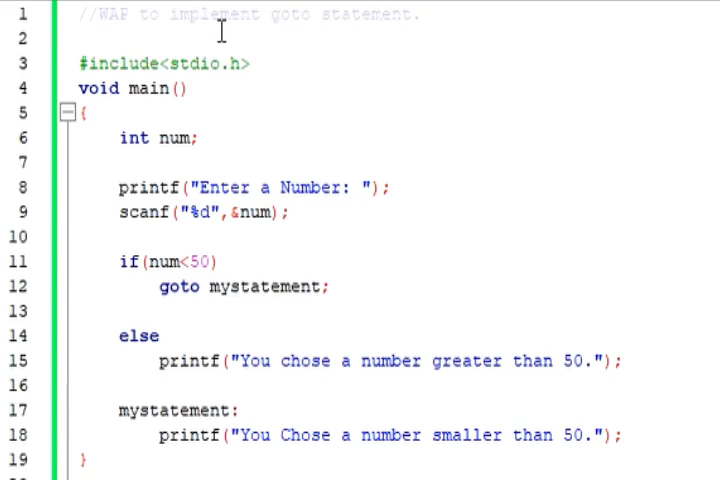 1 //WAP to implement goto statement.
2
3 #include<stdio.h>
4 void main()
5 {
6 int num;
7
8 printf("Enter a Number: ");
9 scanf("%d",&num);
10
11 if(num<50)
12 goto mystatement;
13
14 else
15 printf("You chose a number greater than 50.");
16
17 mystatement:
18 printf("You Chose a number smaller than 50.");
19 }